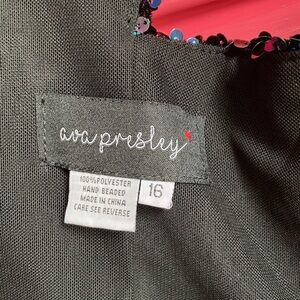 ava presley
100%POLYESTER
HAND BEADED
MADE IN CHINA
CARE SEE REVERSE
16